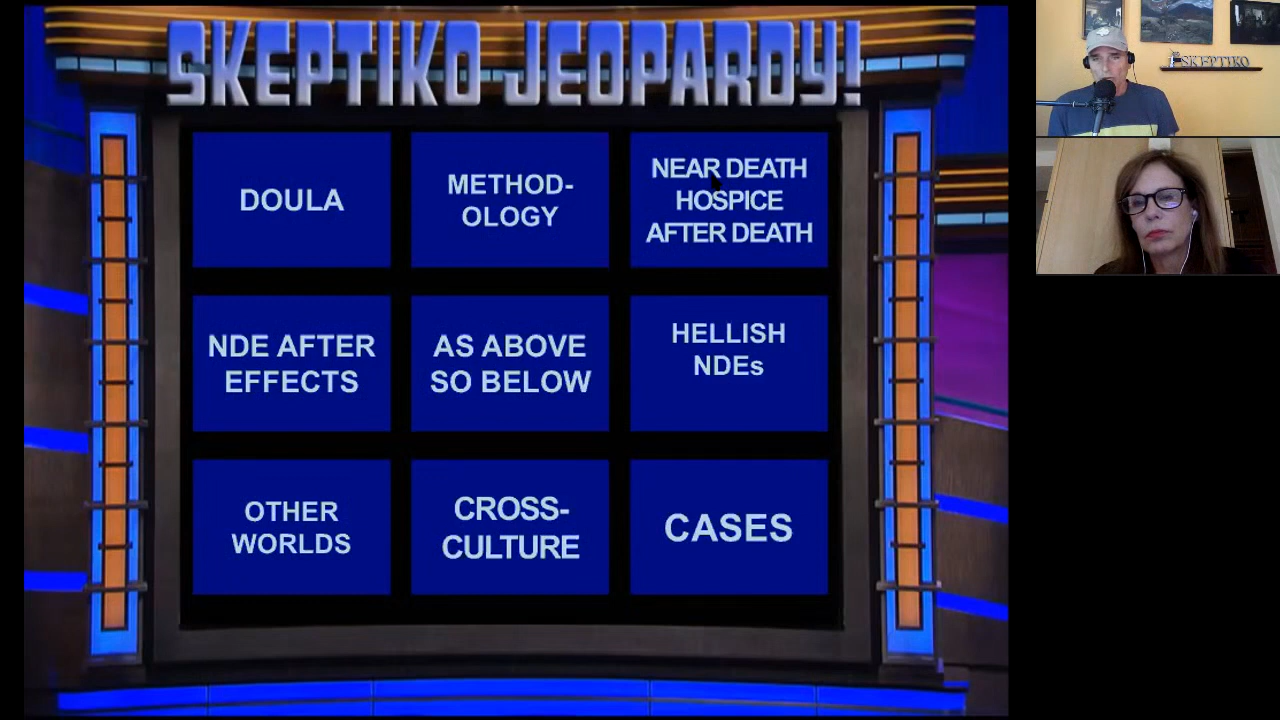 SKEPTIKO JEOPARDY!
DOULA
METHOD-
OLOGY
NEAR DEATH
HOSPICE
AFTER DEATH
NDE AFTER
EFFECTS
AS ABOVE
SO BELOW
HELLISH
NDEs
OTHER
WORLDS
CROSS-
CULTURE
CASES
SKEPTIKO